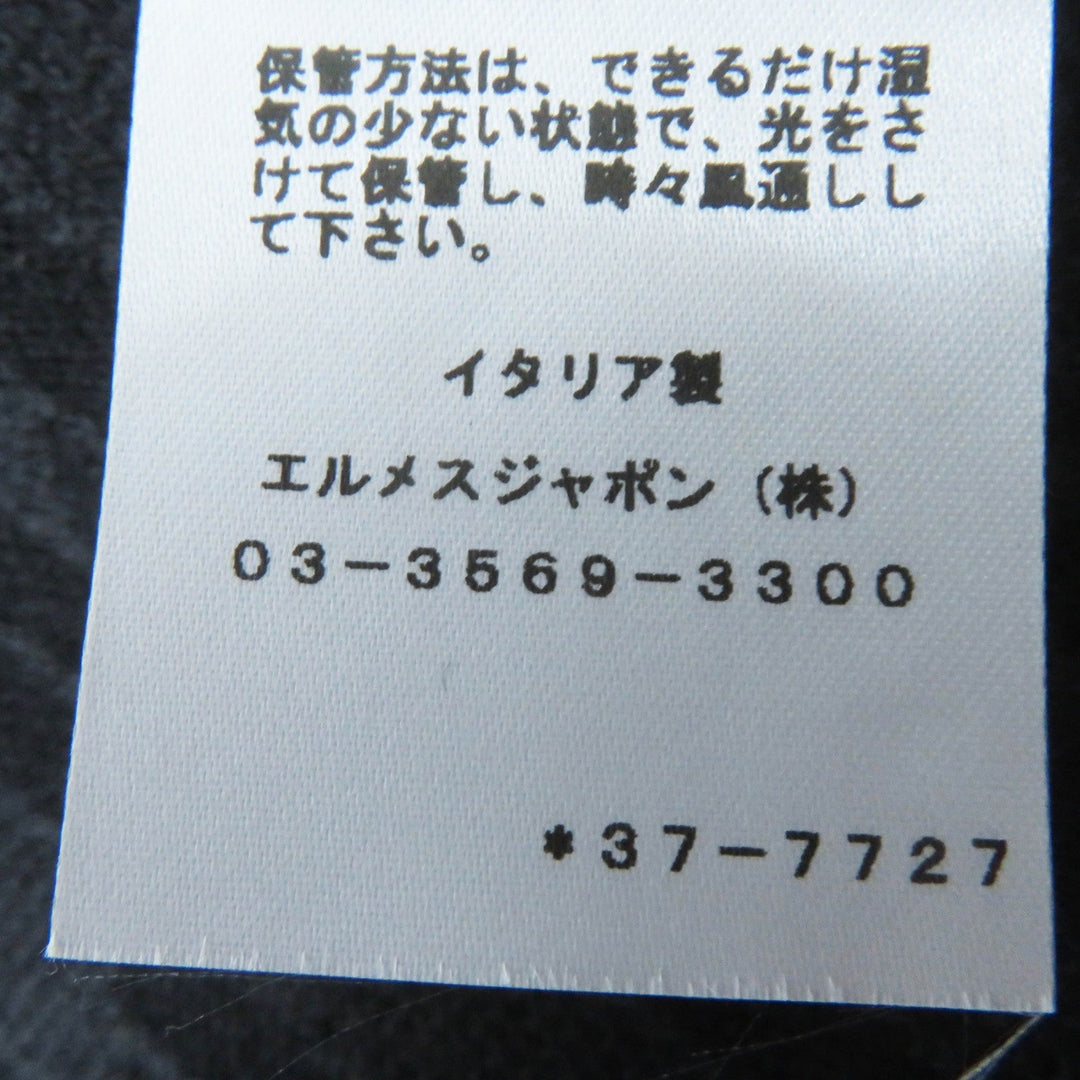 保管方法は、できるだけ湿
気の少ない状態で、光をさ
けて保管し、時々風通しし
て下さい。
イタリア製
エルメスジャポン（株）
０３－３５６９－３３００
＊３７－７７２７